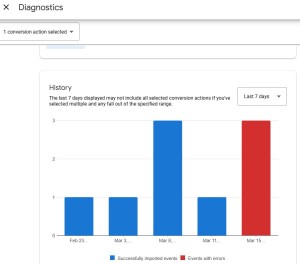 Diagnostics
1 conversion action selected
History
The last 7 days displayed may not include all selected conversion actions if you've
selected multiple and any fall out of the specified range.
Last 7 days
3
2
1
0
Feb 23...
Mar 3,...
Mar 8,...
Mar 11...
Mar 15...
Successfully imported events
Events with errors